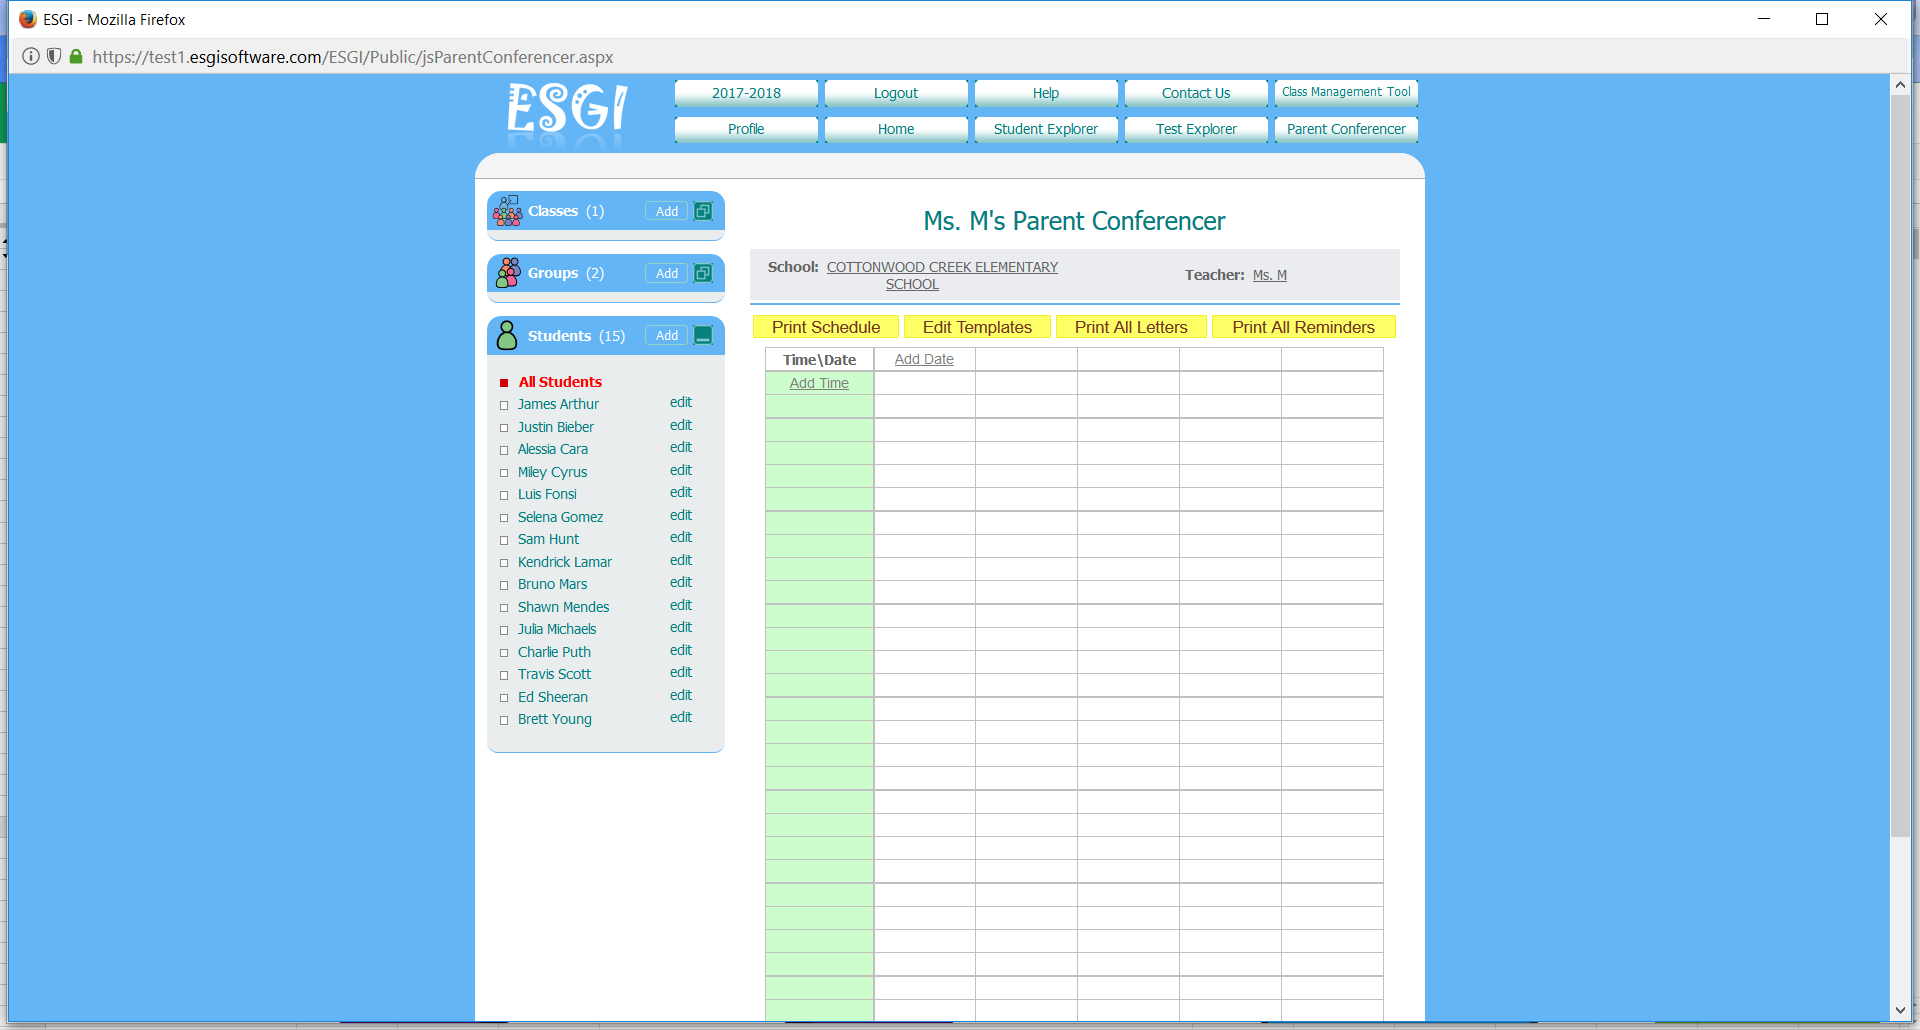 ESGI - Mozilla Firefox
https://test1.esgisoftware.com/ESGI/Public/jsParentConferencer.aspx
ESGI
2017-2018 Logout Help Contact Us Class Management Tool
Profile Home Student Explorer Test Explorer Parent Conferencer
Classes (1) Add
Groups (2) Add
Students (15) Add
All Students
James Arthur edit
Justin Bieber edit
Alessia Cara edit
Miley Cyrus edit
Luis Fonsi edit
Selena Gomez edit
Sam Hunt edit
Kendrick Lamar edit
Bruno Mars edit
Shawn Mendes edit
Julia Michaels edit
Charlie Puth edit
Travis Scott edit
Ed Sheeran edit
Brett Young edit
Ms. M's Parent Conferencer
School: COTTONWOOD CREEK ELEMENTARY
SCHOOL
Teacher: Ms. M
Print Schedule Edit Templates Print All Letters Print All Reminders
Time\Date Add Date
Add Time